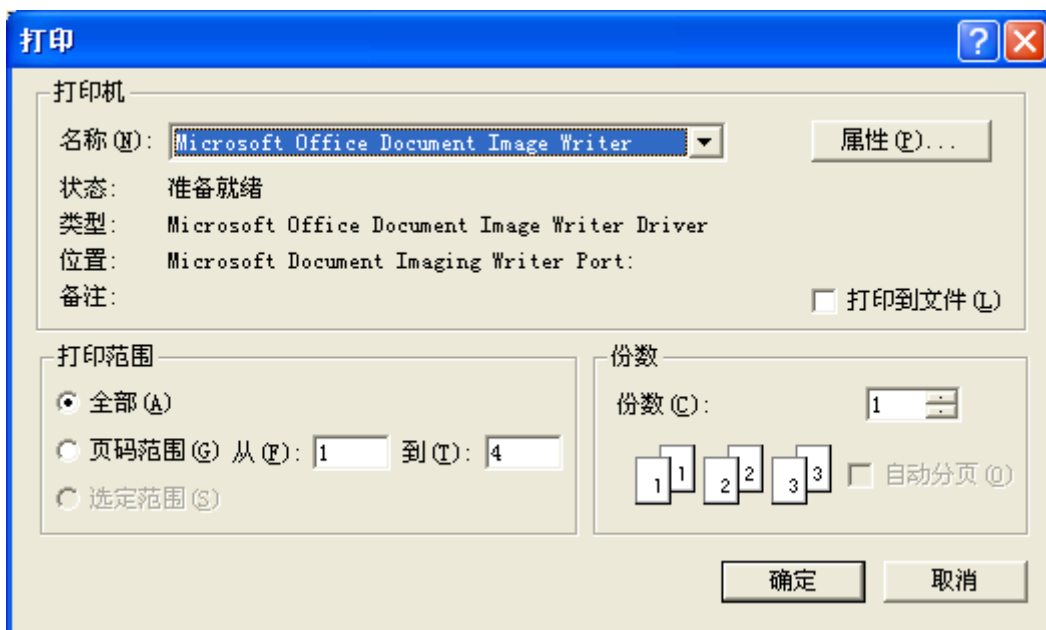 打印
打印机
名称(N): Microsoft Office Document Image Writer 属性(P)...
状态: 准备就绪
类型: Microsoft Office Document Image Writer Driver
位置: Microsoft Document Imaging Writer Port:
备注: 打印到文件(L)
打印范围
全部(A)
页码范围(G) 从(F): 1 到(T): 4
选定范围(S)
份数
份数(C): 1
1 1 2 2 3 3 自动分页(O)
确定 取消